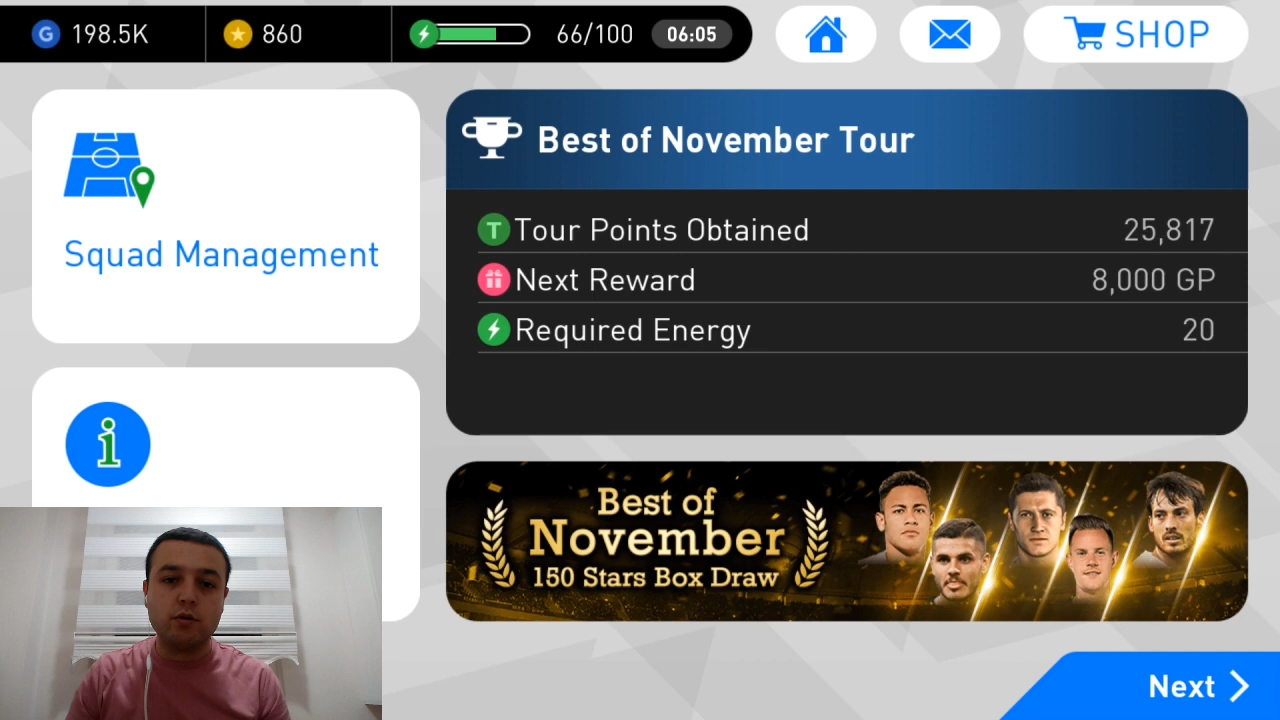 G 198.5K
860
66/100
06:05
SHOP
Squad Management
Best of November Tour
T Tour Points Obtained 25,817
Next Reward 8,000 GP
Required Energy 20
i
Best of
November
150 Stars Box Draw
Next